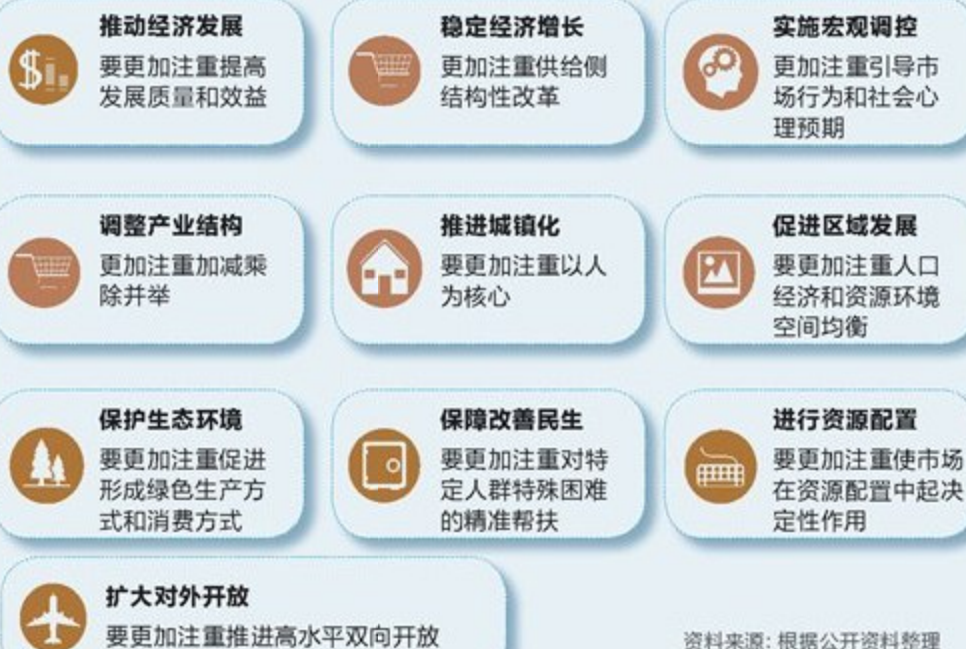 推动经济发展
要更加注重提高
发展质量和效益
稳定经济增长
更加注重供给侧
结构性改革
实施宏观调控
更加注重引导市
场行为和社会心
理预期
调整产业结构
更加注重加减乘
除并举
推进城镇化
要更加注重以人
为核心
促进区域发展
要更加注重人口
经济和资源环境
空间均衡
保护生态环境
要更加注重促进
形成绿色生产方
式和消费方式
保障改善民生
要更加注重对特
定人群特殊困难
的精准帮扶
进行资源配置
要更加注重使市场
在资源配置中起决
定性作用
扩大对外开放
要更加注重推进高水平双向开放
资料来源: 根据公开资料整理